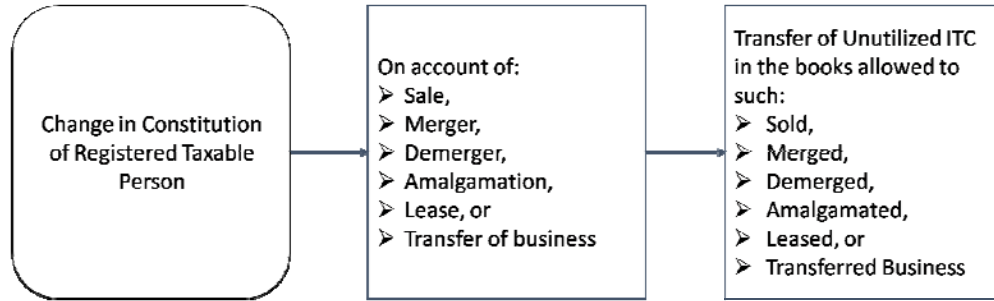 Change in Constitution
of Registered Taxable
Person
On account of:
➢ Sale,
➢ Merger,
➢ Demerger,
➢ Amalgamation,
➢ Lease, or
➢ Transfer of business
Transfer of Unutilized ITC
in the books allowed to
such:
➢ Sold,
➢ Merged,
➢ Demerged,
➢ Amalgamated,
➢ Leased, or
➢ Transferred Business